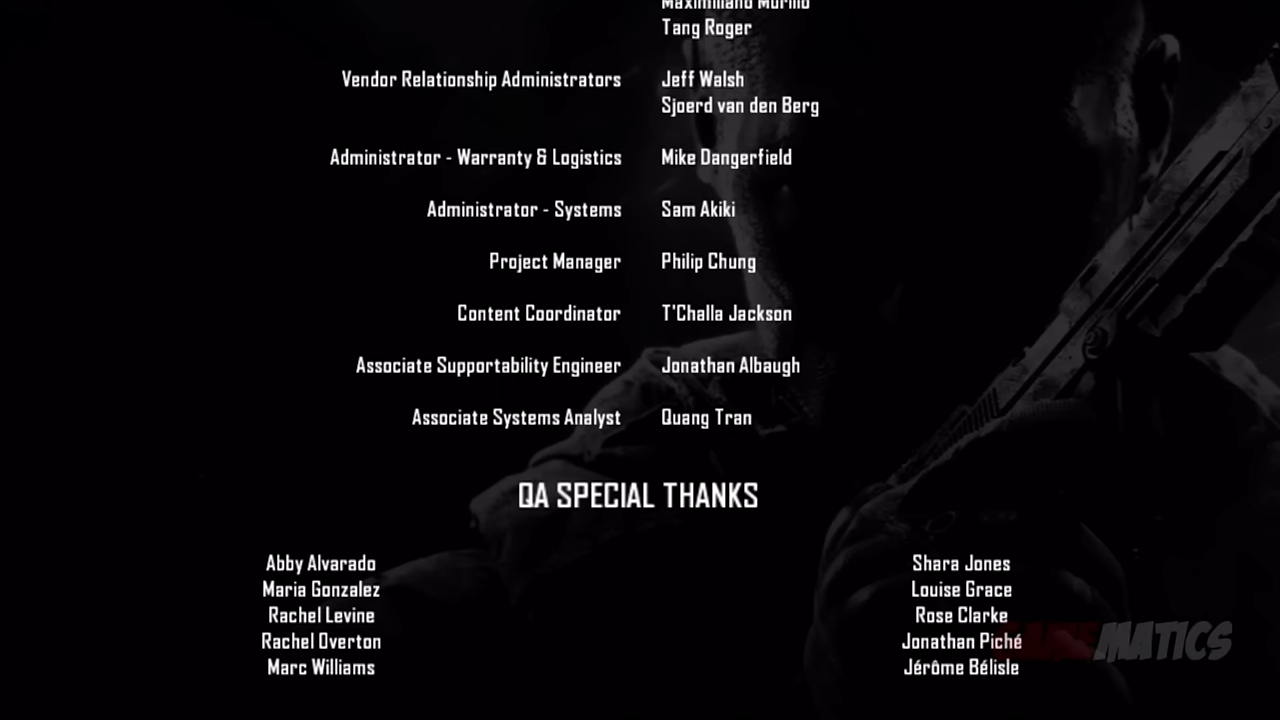 Maximiliano Murillo
Tang Roger
Vendor Relationship Administrators Jeff Walsh
Sjoerd van den Berg
Administrator - Warranty & Logistics Mike Dangerfield
Administrator - Systems Sam Akiki
Project Manager Philip Chung
Content Coordinator T'Challa Jackson
Associate Supportability Engineer Jonathan Albaugh
Associate Systems Analyst Quang Tran
QA SPECIAL THANKS
Abby Alvarado Shara Jones
Maria Gonzalez Louise Grace
Rachel Levine Rose Clarke
Rachel Overton Jonathan Piché
Marc Williams Jérôme Bélisle
MATICS